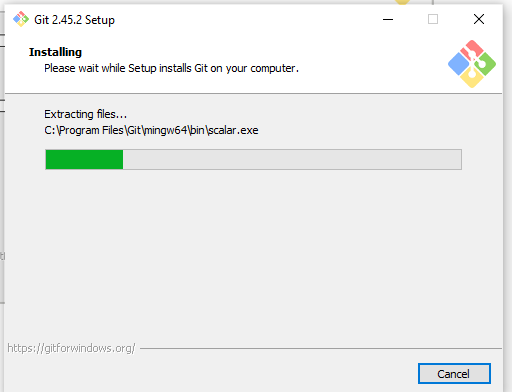 Git 2.45.2 Setup
Installing
Please wait while Setup installs Git on your computer.
Extracting files...
C:\Program Files\Git\mingw64\bin\scalar.exe
https://gitforwindows.org/
Cancel